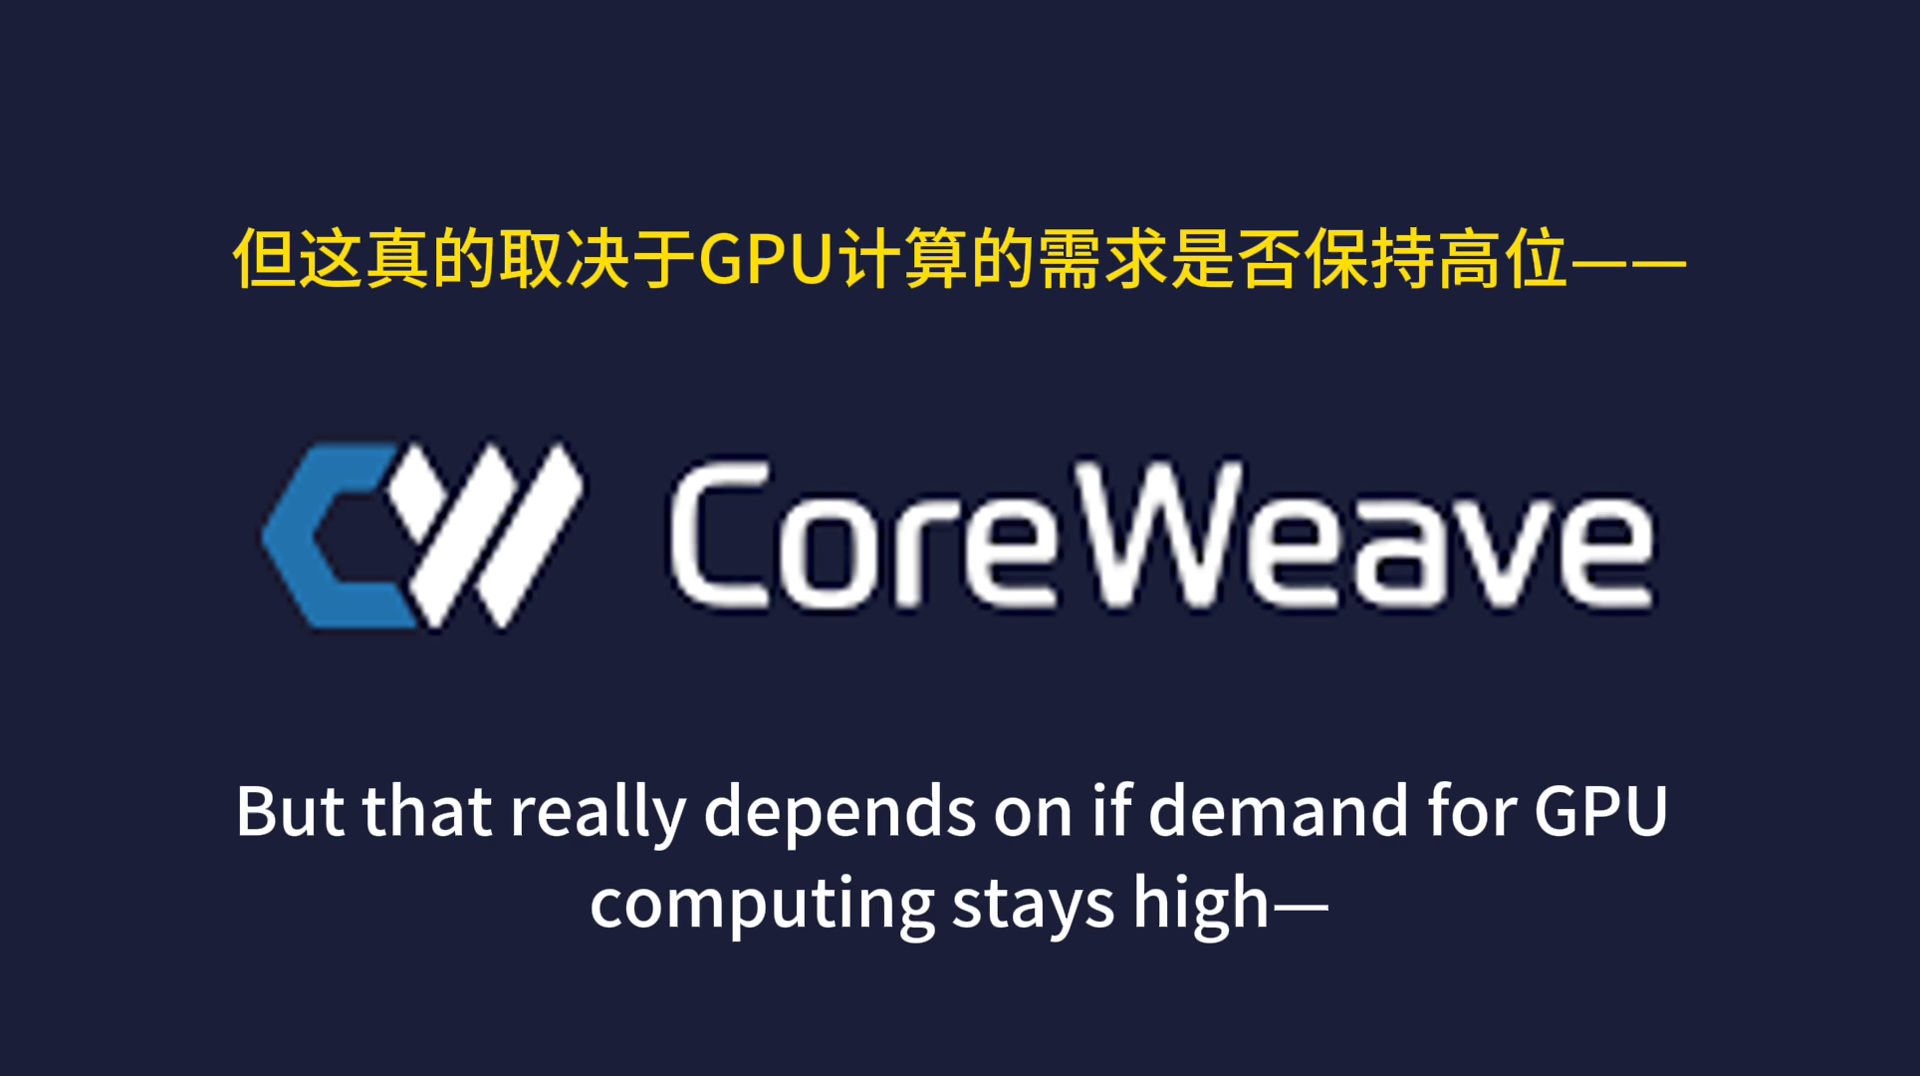 但这真的取决于GPU计算的需求是否保持高位——
CoreWeave
But that really depends on if demand for GPU
computing stays high—